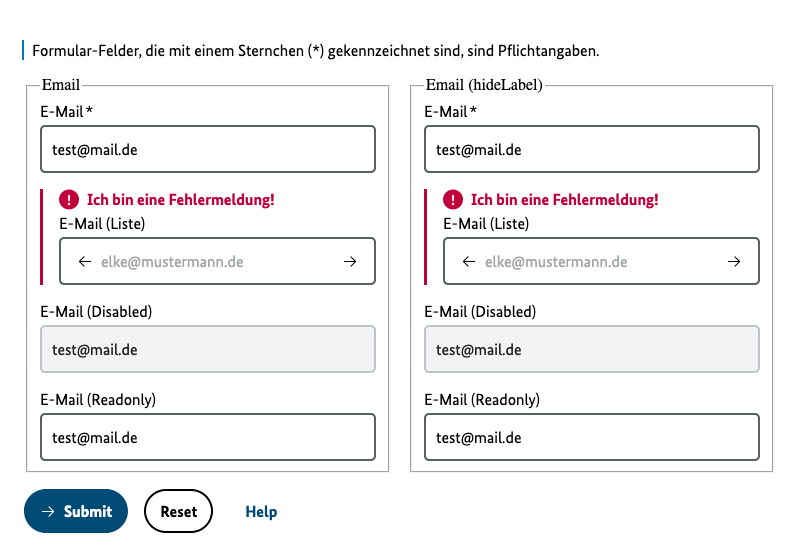 Formular-Felder, die mit einem Sternchen (*) gekennzeichnet sind, sind Pflichtangaben.
Email
E-Mail *
test@mail.de
Ich bin eine Fehlermeldung!
E-Mail (Liste)
elke@mustermann.de
E-Mail (Disabled)
test@mail.de
E-Mail (Readonly)
test@mail.de
Email (hideLabel)
E-Mail *
test@mail.de
Ich bin eine Fehlermeldung!
E-Mail (Liste)
elke@mustermann.de
E-Mail (Disabled)
test@mail.de
E-Mail (Readonly)
test@mail.de
Submit Reset Help